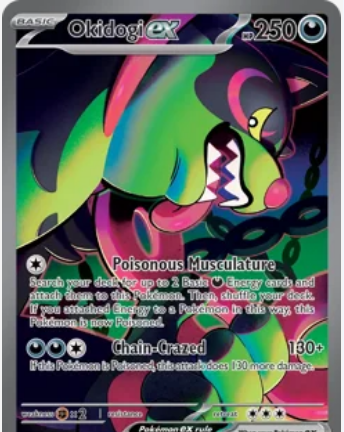 BASIC Okidogi ex HP 250
Poisonous Musculature
Search your deck for up to 2 Basic Energy cards and
attach them to this Pokémon. Then, shuffle your deck.
If you attached Energy to a Pokémon in this way, this
Pokémon is now Poisoned.
Chain-Crazed 130+
If this Pokémon is Poisoned, this attack does 130 more damage.
weakness ×2 resistance retreat
Pokémon ex rule